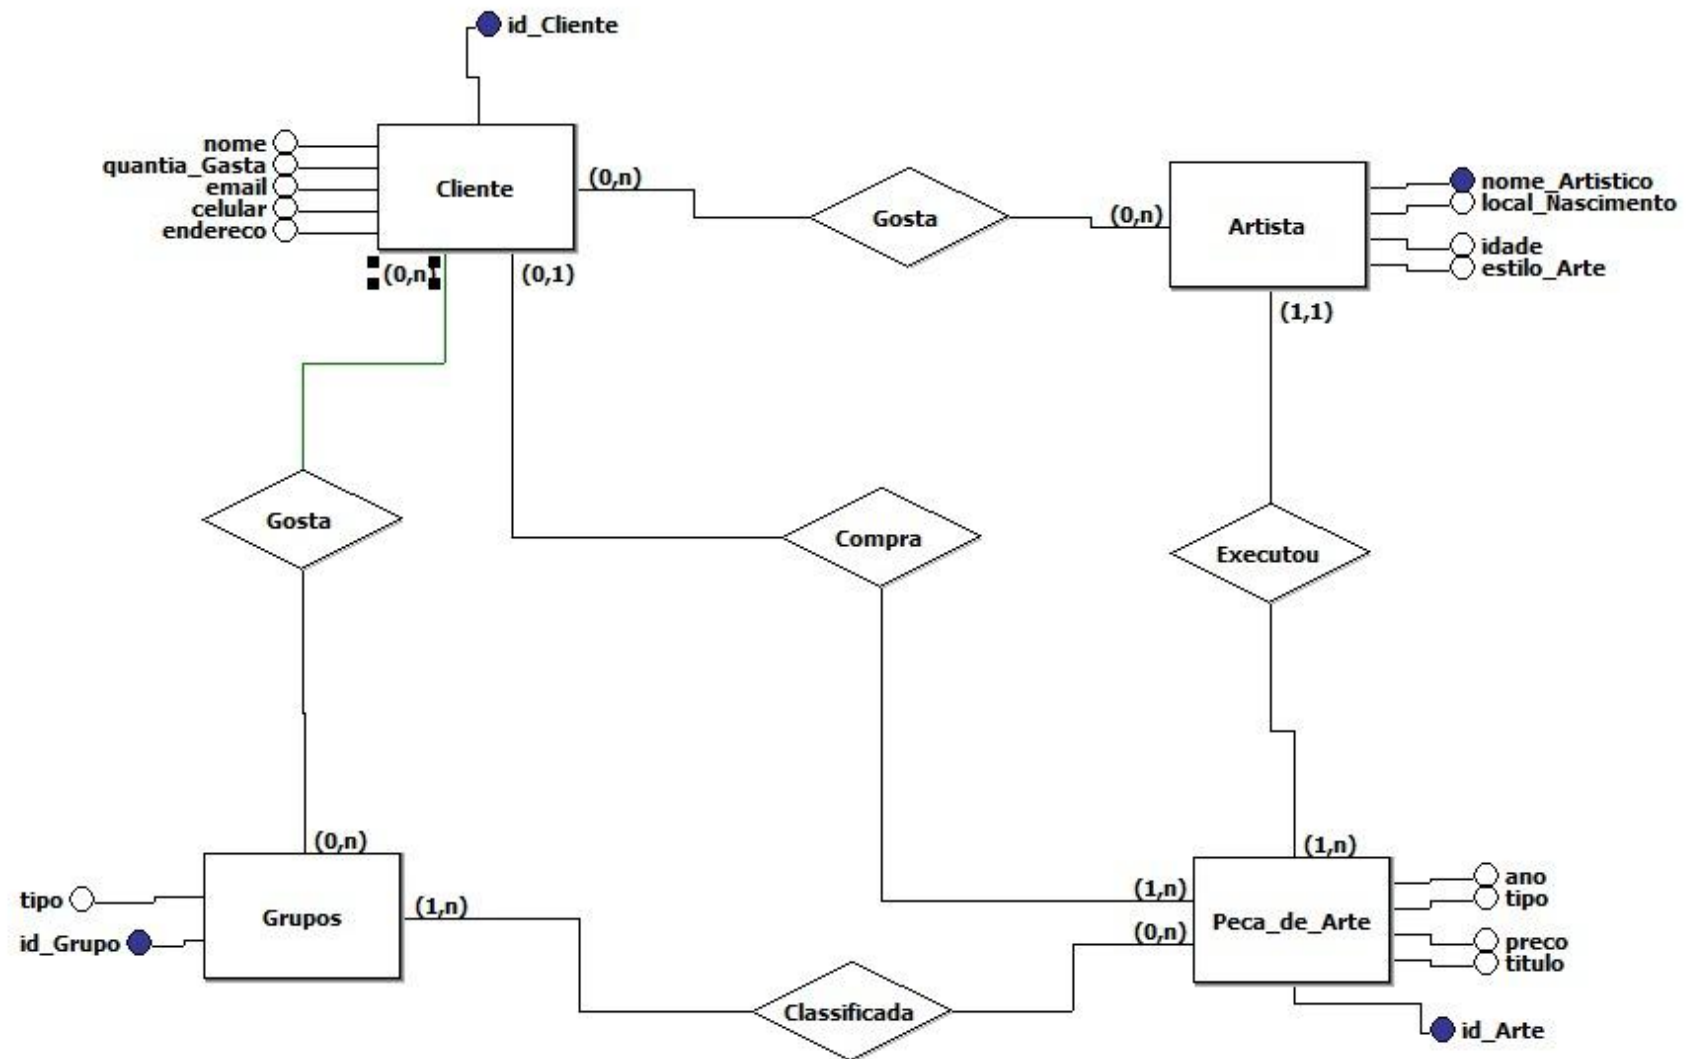 id_Cliente
nome
quantia_Gasta
email
celular
endereco
Cliente
(0,n)
Gosta
(0,n)
Artista
nome_Artistico
local_Nascimento
idade
estilo_Arte
(0,n)
(0,1)
(1,1)
Gosta
Compra
Executou
(0,n)
(1,n)
tipo
id_Grupo
Grupos
(1,n)
(1,n)
(0,n)
Peca_de_Arte
ano
tipo
preco
titulo
Classificada
id_Arte